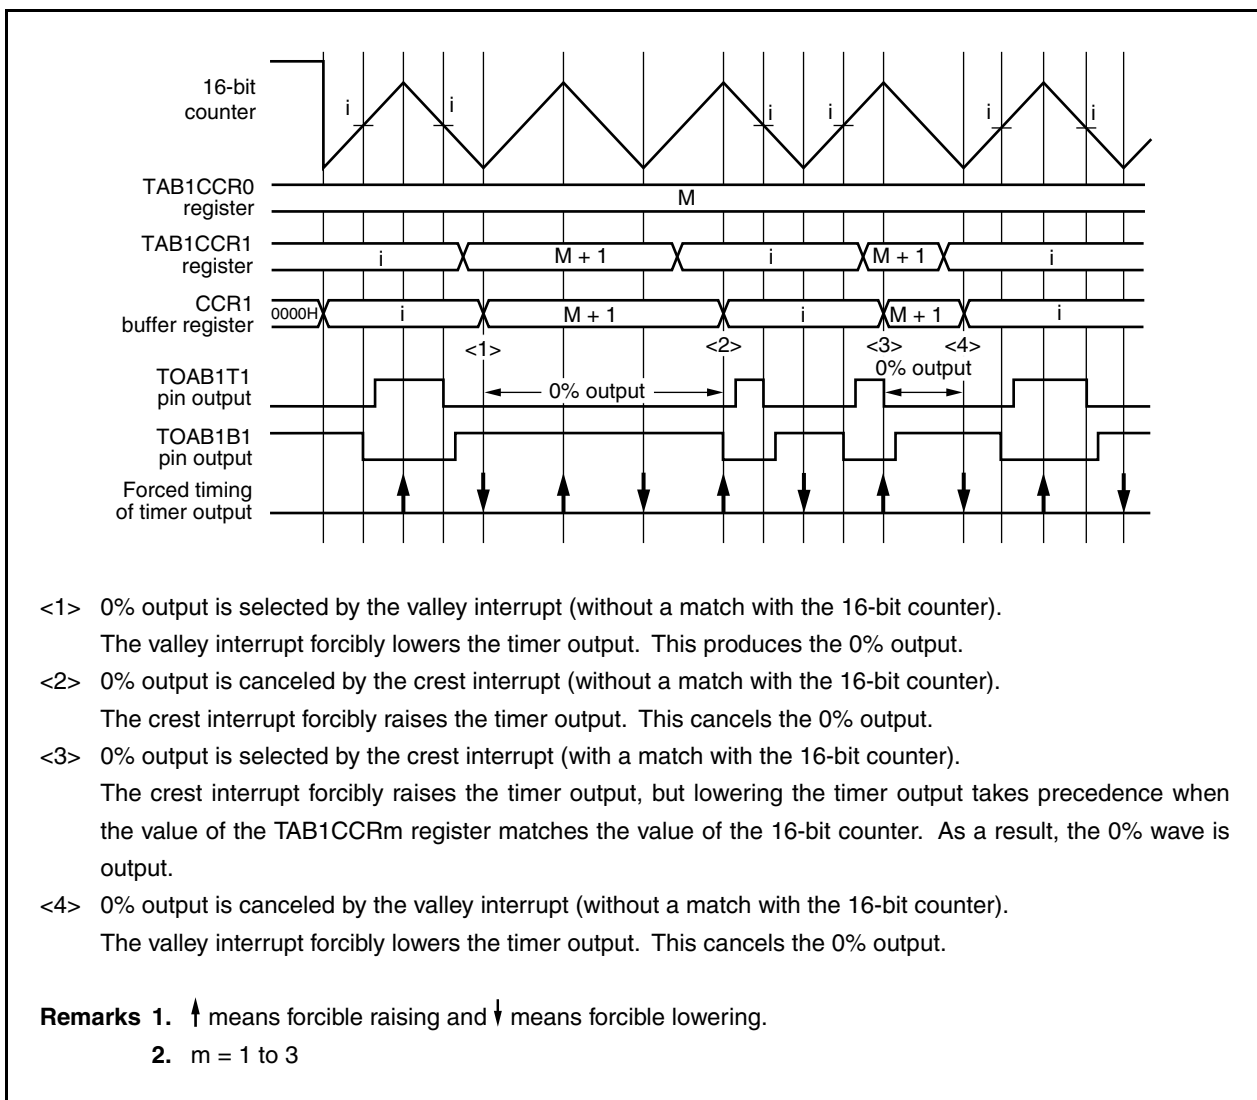 16-bit
counter
i
i
i
i
i
i
TAB1CCR0
register
M
TAB1CCR1
register
i
M + 1
i
M + 1
i
CCR1
buffer register
0000H
i
M + 1
i
M + 1
i
<1>
<2>
<3>
<4>
TOAB1T1
pin output
0% output
0% output
TOAB1B1
pin output
Forced timing
of timer output
<1> 0% output is selected by the valley interrupt (without a match with the 16-bit counter).
The valley interrupt forcibly lowers the timer output. This produces the 0% output.
<2> 0% output is canceled by the crest interrupt (without a match with the 16-bit counter).
The crest interrupt forcibly raises the timer output. This cancels the 0% output.
<3> 0% output is selected by the crest interrupt (with a match with the 16-bit counter).
The crest interrupt forcibly raises the timer output, but lowering the timer output takes precedence when
the value of the TAB1CCRm register matches the value of the 16-bit counter. As a result, the 0% wave is
output.
<4> 0% output is canceled by the valley interrupt (without a match with the 16-bit counter).
The valley interrupt forcibly lowers the timer output. This cancels the 0% output.
Remarks 1. ↑ means forcible raising and ↓ means forcible lowering.
2. m = 1 to 3